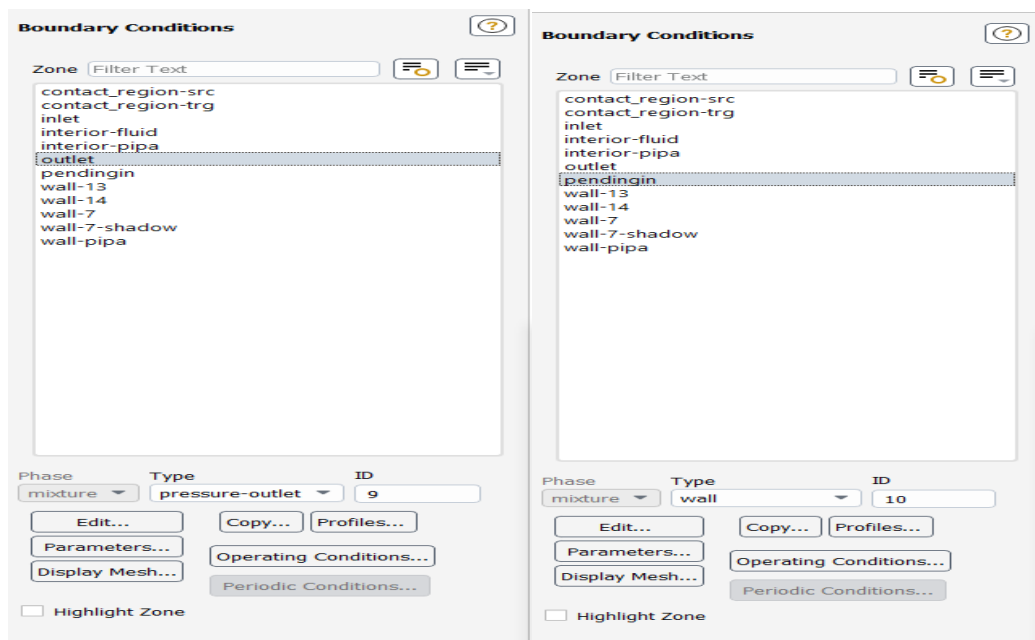 Boundary Conditions
?
Zone Filter Text
contact_region-src
contact_region-trg
inlet
interior-fluid
interior-pipa
outlet
pendingin
wall-13
wall-14
wall-7
wall-7-shadow
wall-pipa
Phase Type ID
mixture pressure-outlet 9
Edit... Copy... Profiles...
Parameters... Operating Conditions...
Display Mesh... Periodic Conditions...
Highlight Zone
Boundary Conditions
?
Zone Filter Text
contact_region-src
contact_region-trg
inlet
interior-fluid
interior-pipa
outlet
pendingin
wall-13
wall-14
wall-7
wall-7-shadow
wall-pipa
Phase Type ID
mixture wall 10
Edit... Copy... Profiles...
Parameters... Operating Conditions...
Display Mesh... Periodic Conditions...
Highlight Zone